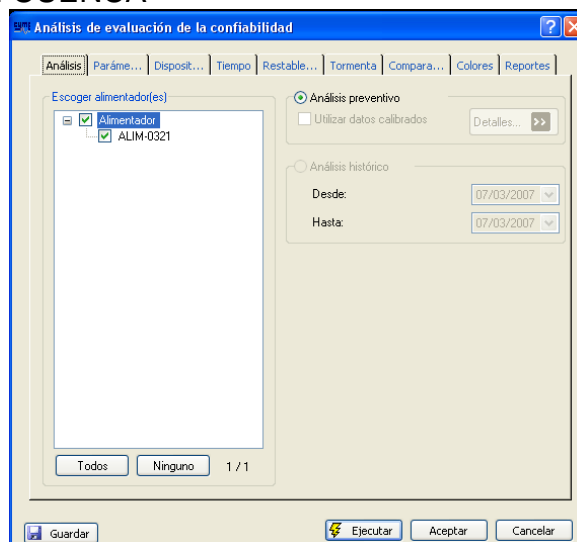 CUENCA
CYME Análisis de evaluación de la confiabilidad
Análisis Paráme... Disposit... Tiempo Restable... Tormenta Compara... Colores Reportes
Escoger alimentador(es)
Alimentador
ALIM-0321
Todos Ninguno 1 / 1
Análisis preventivo
Utilizar datos calibrados Detalles... >>
Análisis histórico
Desde: 07/03/2007
Hasta: 07/03/2007
Guardar Ejecutar Aceptar Cancelar